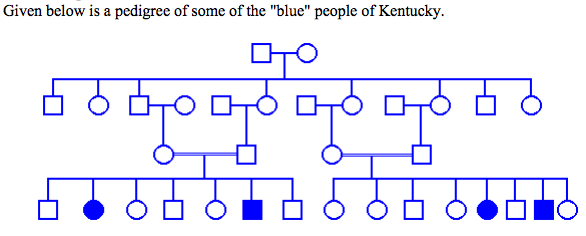 Given below is a pedigree of some of the "blue" people of Kentucky.